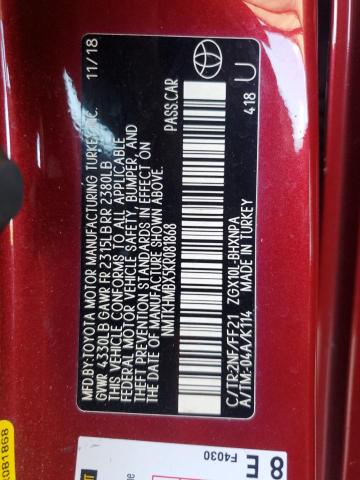 MFD.BY:TOYOTA MOTOR MANUFACTURING TURKEY INC. 11/18
GVWR 4330LB GAWR FR 2315LB RR 2380LB
THIS VEHICLE CONFORMS TO ALL APPLICABLE
FEDERAL MOTOR VEHICLE SAFETY, BUMPER, AND
THEFT PREVENTION STANDARDS IN EFFECT ON
THE DATE OF MANUFACTURE SHOWN ABOVE.
NMTKHMBX5KR081868 PASS.CAR
C/TR:2NF/FF21 ZGX10L-BHXNPA
A/TM:-04A/K114
MADE IN TURKEY 418 U
R081868
F4030
8 E